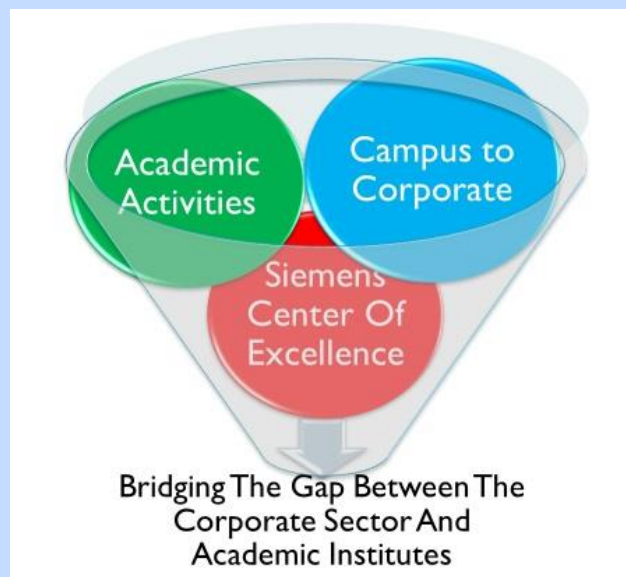 Academic
Activities
Campus to
Corporate
Siemens
Center Of
Excellence
Bridging The Gap Between The
Corporate Sector And
Academic Institutes